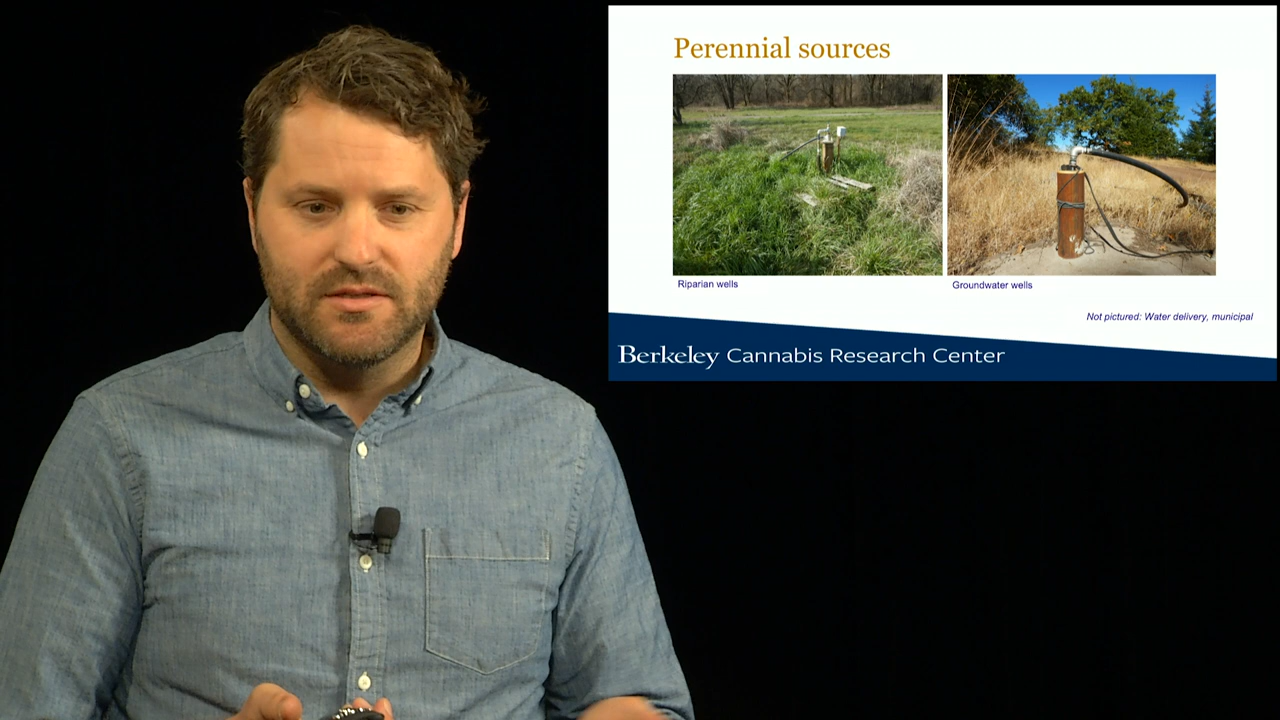 Perennial sources
Riparian wells
Groundwater wells
Not pictured: Water delivery, municipal
Berkeley Cannabis Research Center